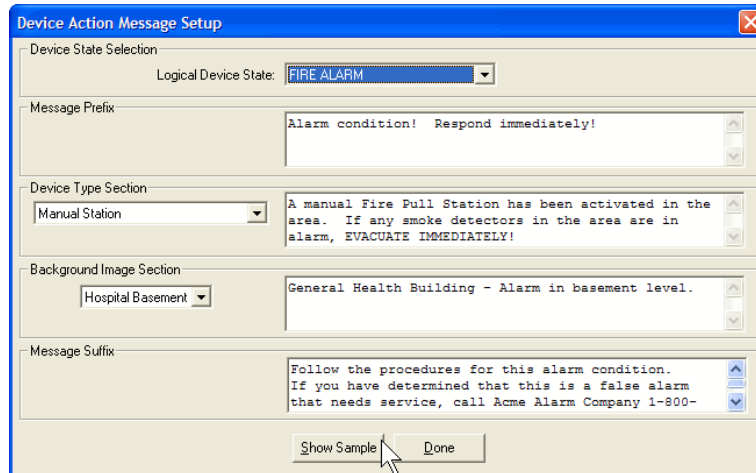 Device Action Message Setup
Device State Selection
Logical Device State: FIRE ALARM
Message Prefix
Alarm condition!  Respond immediately!
Device Type Section
Manual Station
A manual Fire Pull Station has been activated in the
area.  If any smoke detectors in the area are in
alarm, EVACUATE IMMEDIATELY!
Background Image Section
Hospital Basement
General Health Building - Alarm in basement level.
Message Suffix
Follow the procedures for this alarm condition.
If you have determined that this is a false alarm
that needs service, call Acme Alarm Company 1-800-
Show Sample
Done